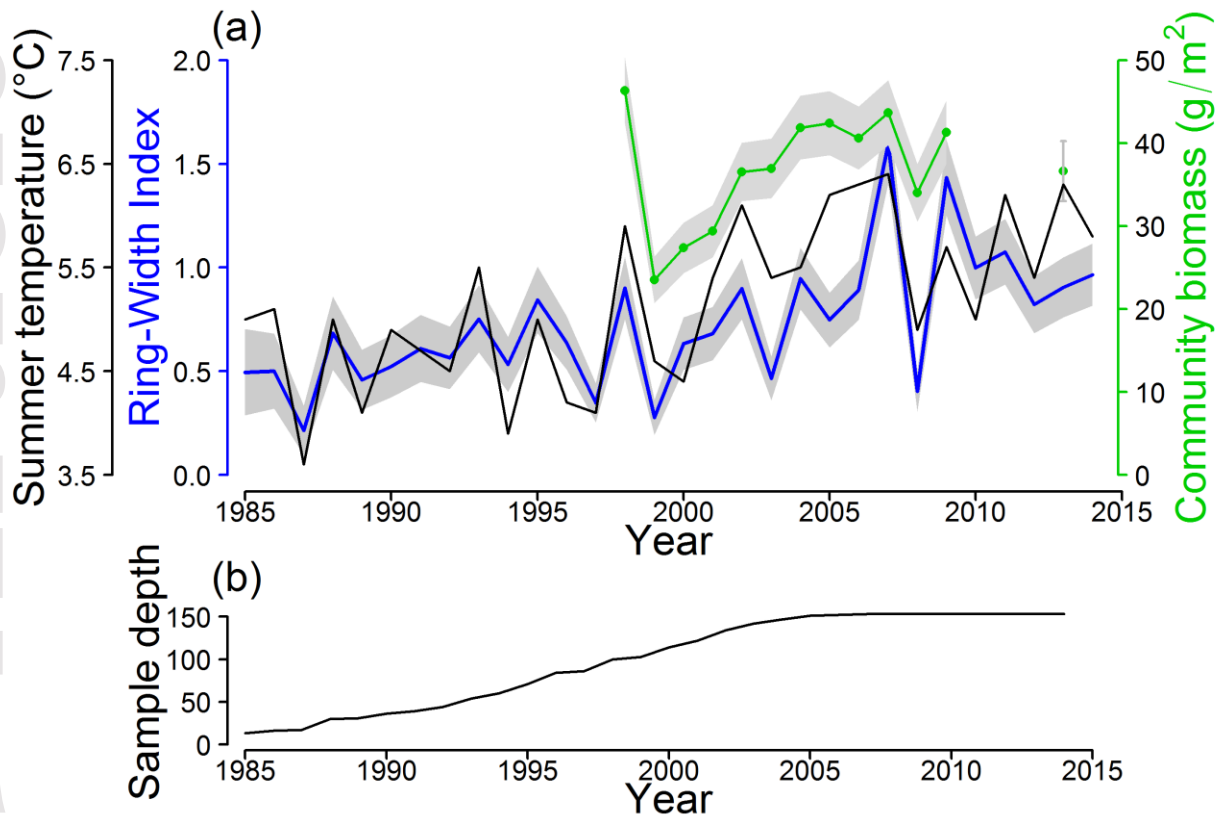 (a)
Summer temperature (°C)
7.5
6.5
5.5
4.5
3.5
Ring-Width Index
2.0
1.5
1.0
0.5
0.0
Community biomass (g/m²)
50
40
30
20
10
0
1985 1990 1995 2000 2005 2010 2015
Year
(b)
Sample depth
150
100
50
0
1985 1990 1995 2000 2005 2010 2015
Year